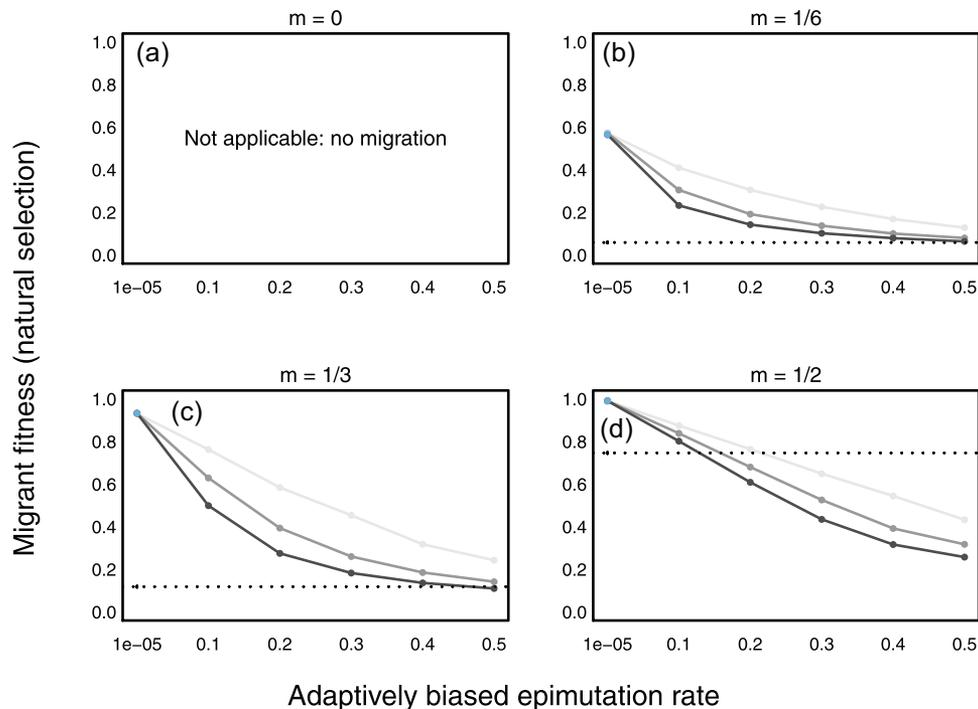 m = 0
(a)
1.0
0.8
0.6
0.4
0.2
0.0
Not applicable: no migration
1e-05 0.1 0.2 0.3 0.4 0.5
m = 1/6
(b)
1.0
0.8
0.6
0.4
0.2
0.0
1e-05 0.1 0.2 0.3 0.4 0.5
Migrant fitness (natural selection)
m = 1/3
(c)
1.0
0.8
0.6
0.4
0.2
0.0
1e-05 0.1 0.2 0.3 0.4 0.5
m = 1/2
(d)
1.0
0.8
0.6
0.4
0.2
0.0
1e-05 0.1 0.2 0.3 0.4 0.5
Adaptively biased epimutation rate